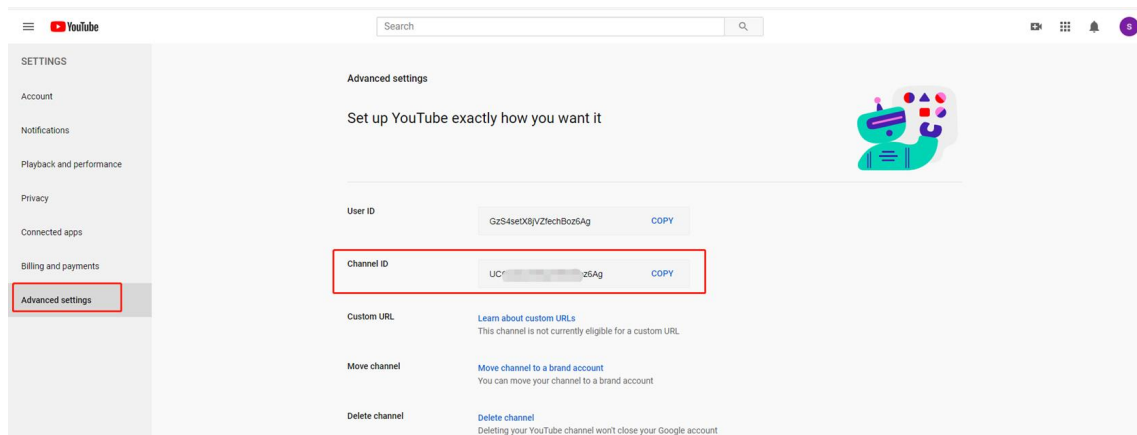 YouTube
Search
S
SETTINGS
Account
Notifications
Playback and performance
Privacy
Connected apps
Billing and payments
Advanced settings
Advanced settings
Set up YouTube exactly how you want it
User ID
GzS4setX8jVZfechBoz6Ag COPY
Channel ID
COPY
Custom URL
Learn about custom URLs
This channel is not currently eligible for a custom URL
Move channel
Move channel to a brand account
You can move your channel to a brand account
Delete channel
Delete channel
Deleting your YouTube channel won't close your Google account